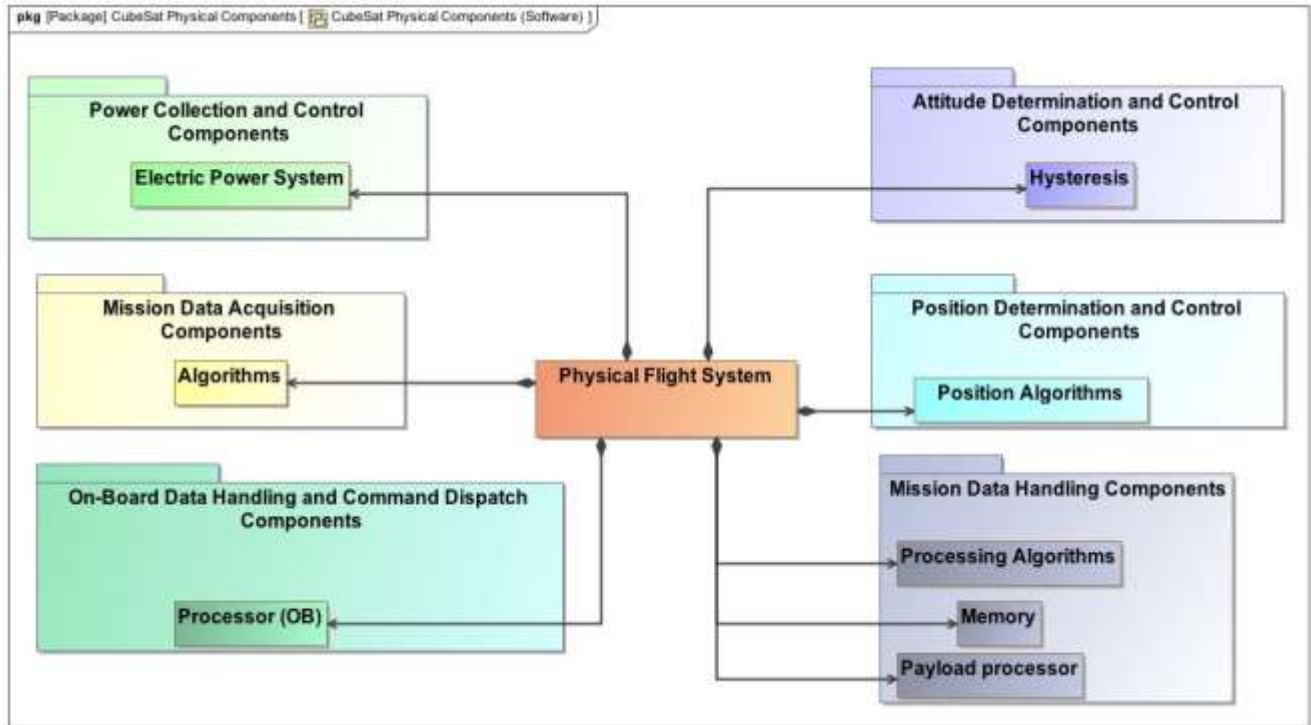 pkg [Package] CubeSat Physical Components [ CubeSat Physical Components (Software) ]
Power Collection and Control
Components
Electric Power System
Attitude Determination and Control
Components
Hysteresis
Mission Data Acquisition
Components
Algorithms
Position Determination and Control
Components
Position Algorithms
Physical Flight System
On-Board Data Handling and Command Dispatch
Components
Processor (OB)
Mission Data Handling Components
Processing Algorithms
Memory
Payload processor